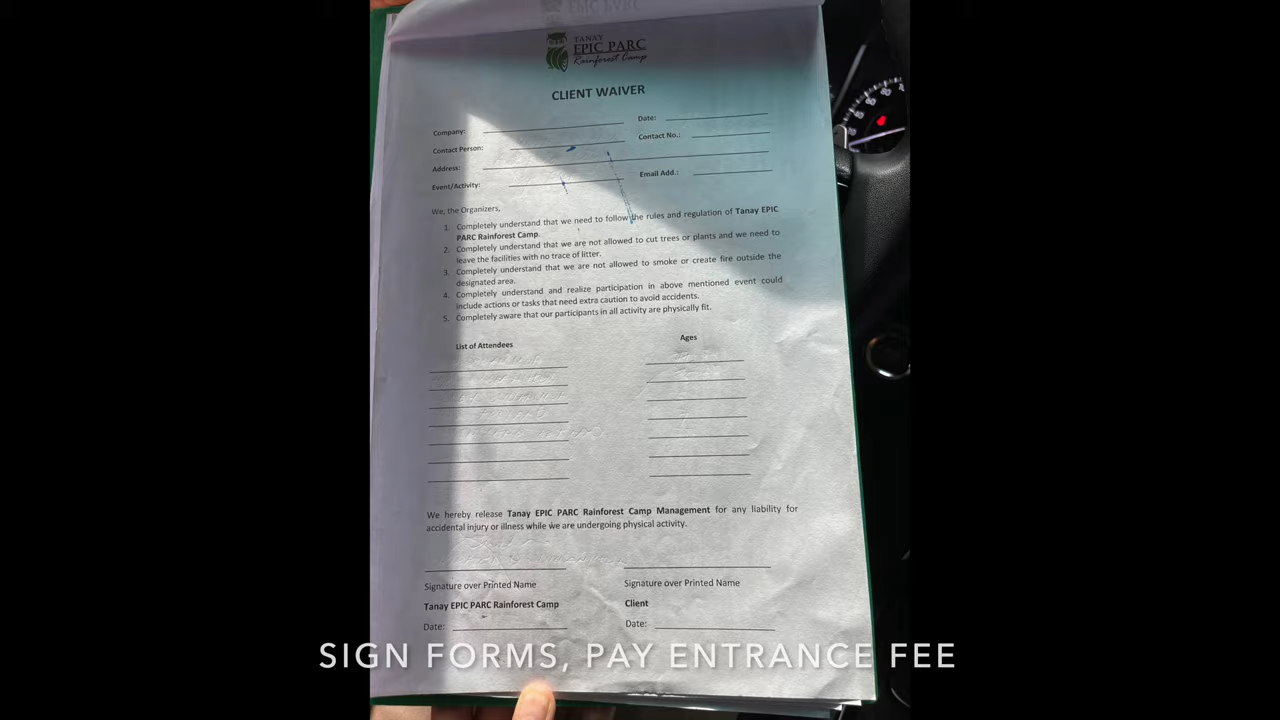 EPIC PARC
TANAY
EPIC PARC
Rainforest Camp
CLIENT WAIVER
Company:
Date:
Contact Person:
Contact No.:
Address:
Event/Activity:
Email Add.:
We, the Organizers,
1. Completely understand that we need to follow the rules and regulation of Tanay EPIC
PARC Rainforest Camp.
2. Completely understand that we are not allowed to cut trees or plants and we need to
leave the facilities with no trace of litter.
3. Completely understand that we are not allowed to smoke or create fire outside the
designated area.
4. Completely understand and realize participation in above mentioned event could
include actions or tasks that need extra caution to avoid accidents.
5. Completely aware that our participants in all activity are physically fit.
List of Attendees
Ages
We hereby release Tanay EPIC PARC Rainforest Camp Management for any liability for
accidental injury or illness while we are undergoing physical activity.
Signature over Printed Name
Signature over Printed Name
Tanay EPIC PARC Rainforest Camp
Client
Date:
Date:
SIGN FORMS, PAY ENTRANCE FEE